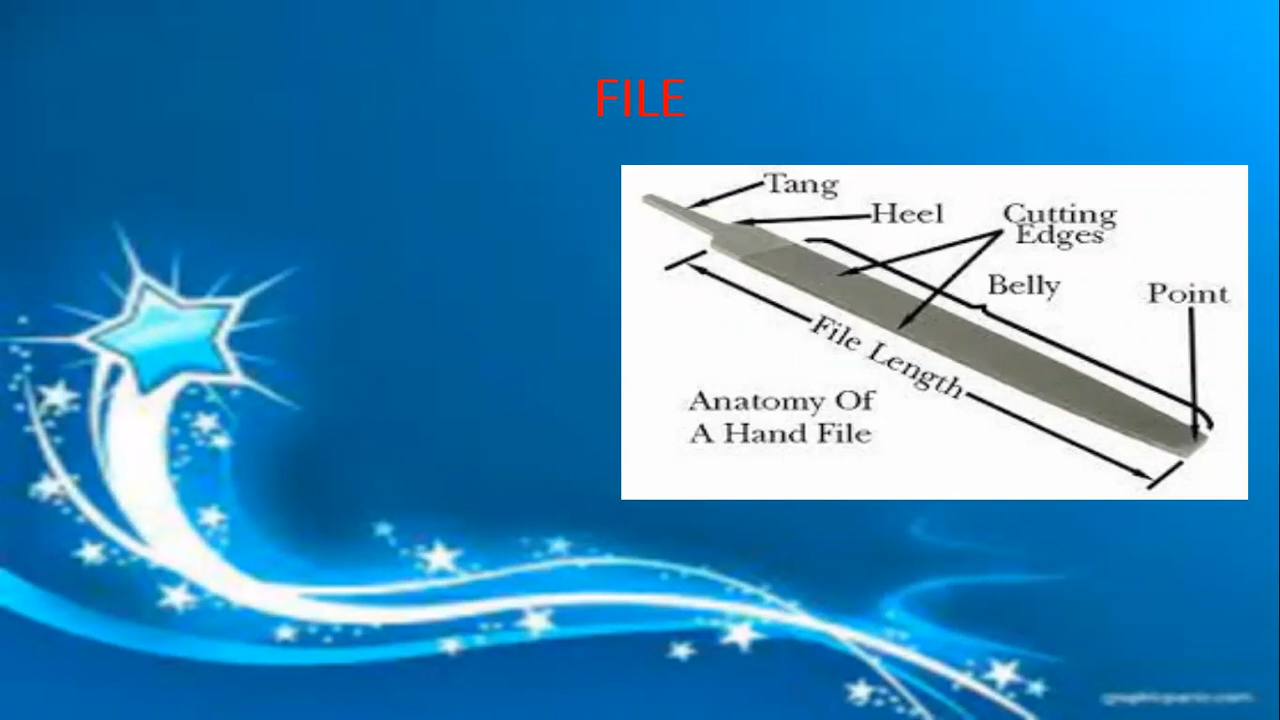 FILE
Tang
Heel
Cutting
Edges
Belly
Point
File Length
Anatomy Of
A Hand File